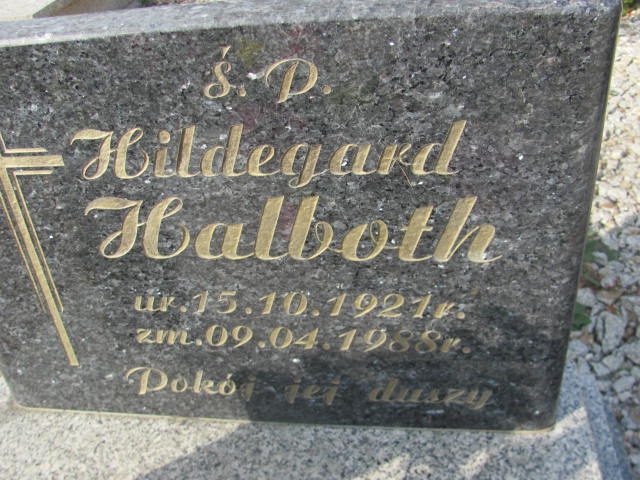 Ś. P.
Hildegard
Halboth
ur.15.10.1921r.
zm.09.04.1988r.
Pokój jej duszy